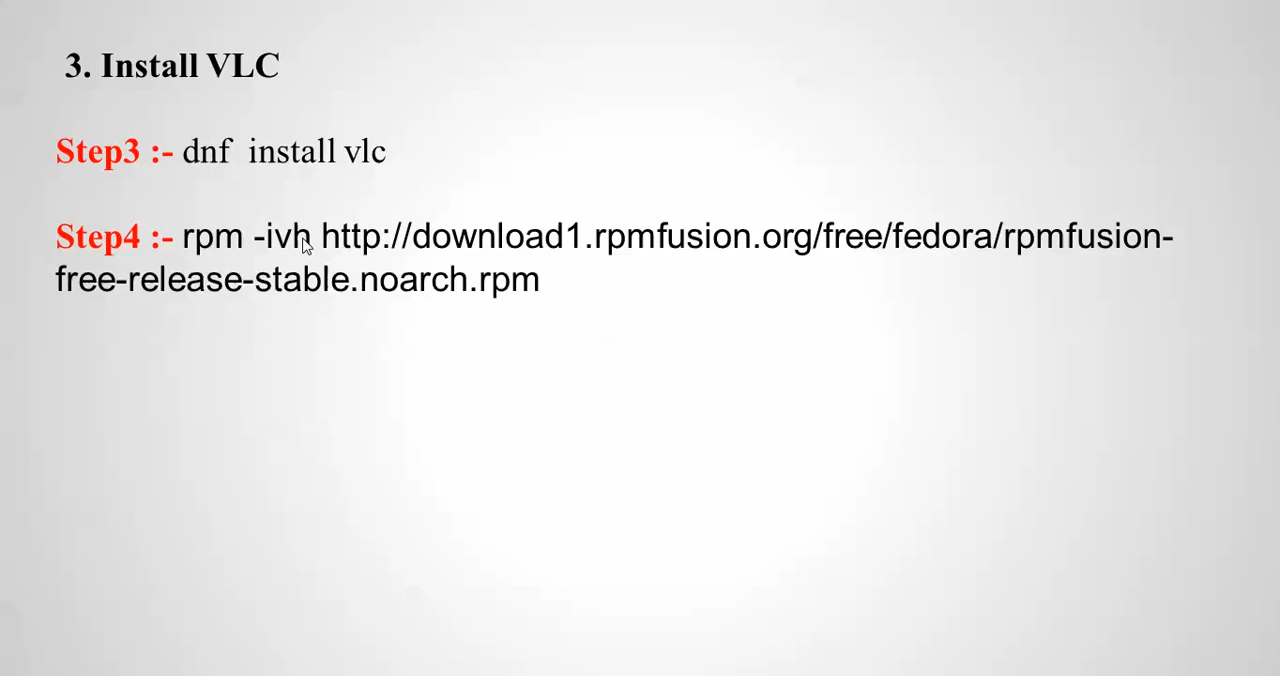 3. Install VLC
Step3 :- dnf  install vlc
Step4 :- rpm -ivh http://download1.rpmfusion.org/free/fedora/rpmfusion-
free-release-stable.noarch.rpm